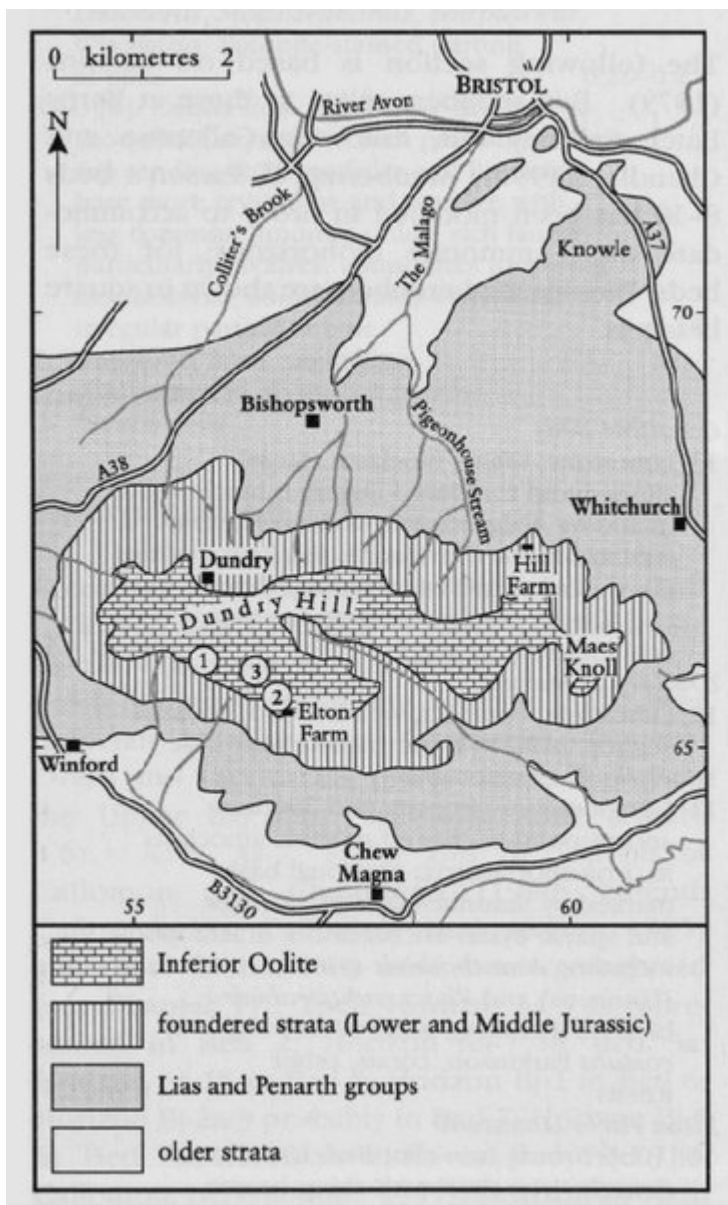 0 kilometres 2
N
BRISTOL
River Avon
Colliter's Brook
The Malago
A37
Knowle
70
Bishopsworth
Pigeonhouse Stream
A38
Whitchurch
Dundry
Hill
Farm
Dundry Hill
Maes
Knoll
1
3
2
Elton
Farm
Winford
65
Chew
Magna
B3130
55
60
Inferior Oolite
foundered strata (Lower and Middle Jurassic)
Lias and Penarth groups
older strata